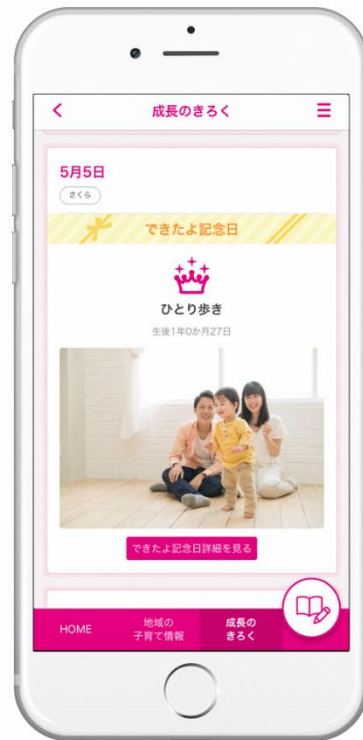 成長のきろく
5月5日
さくら
できたよ記念日
ひとり歩き
生後1年0か月27日
できたよ記念日詳細を見る
HOME
地域の
子育て情報
成長の
きろく